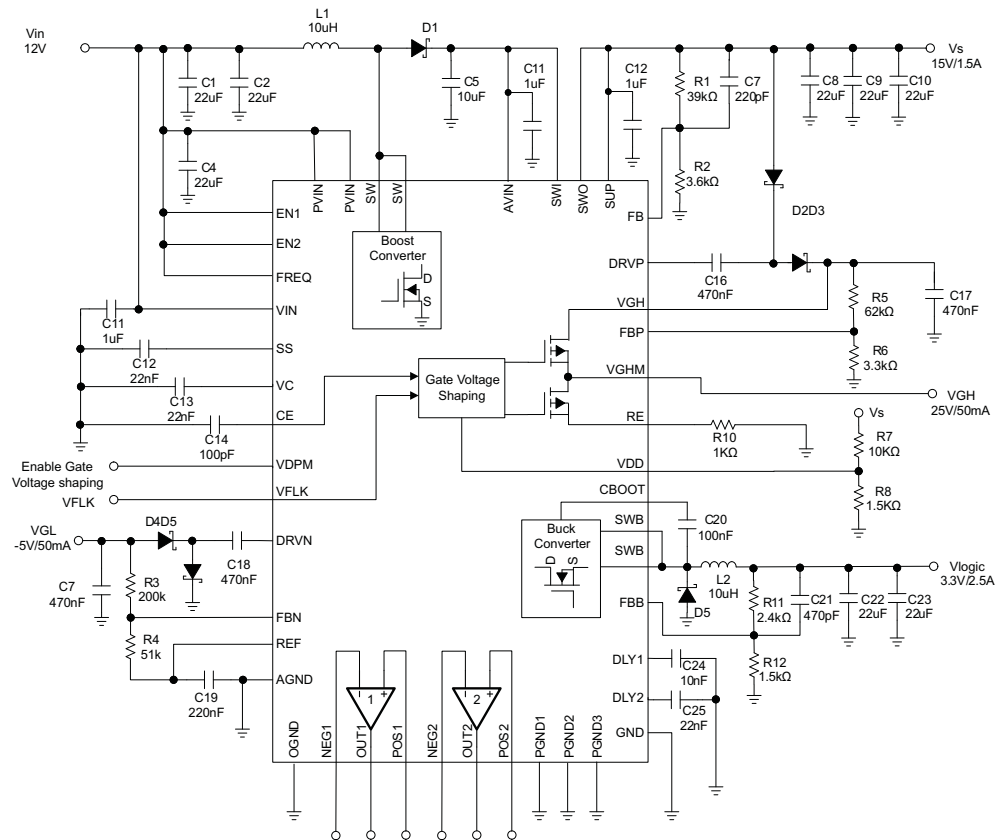 L1
10uH
D1
Vin
12V
C1
22uF
C2
22uF
C5
10uF
C11
1uF
C12
1uF
R1
39kΩ
C7
220pF
C8
22uF
C9
22uF
C10
22uF
Vs
15V/1.5A
C4
22uF
R2
3.6kΩ
PVIN
PVIN
SW
SW
AVIN
SWI
SWO
SUP
FB
D2D3
EN1
EN2
FREQ
VIN
SS
VC
CE
VDPM
VFLK
DRVN
FBN
REF
AGND
Boost
Converter
D
S
DRVP
VGH
FBP
VGHM
RE
VDD
CBOOT
SWB
SWB
FBB
DLY1
DLY2
GND
C16
470nF
R5
62kΩ
C17
470nF
R6
3.3kΩ
C11
1uF
C12
22nF
C13
22nF
C14
100pF
Gate Voltage
Shaping
VGH
25V/50mA
R10
1KΩ
Vs
R7
10KΩ
R8
1.5KΩ
Enable Gate
Voltage shaping
VFLK
VGL
-5V/50mA
D4D5
C18
470nF
C7
470nF
R3
200k
R4
51k
C19
220nF
Buck
Converter
D
S
C20
100nF
L2
10uH
D5
R11
2.4kΩ
C21
470pF
C22
22uF
C23
22uF
Vlogic
3.3V/2.5A
R12
1.5kΩ
C24
10nF
C25
22nF
-
+
1
-
+
2
OGND
NEG1
OUT1
POS1
NEG2
OUT2
POS2
PGND1
PGND2
PGND3